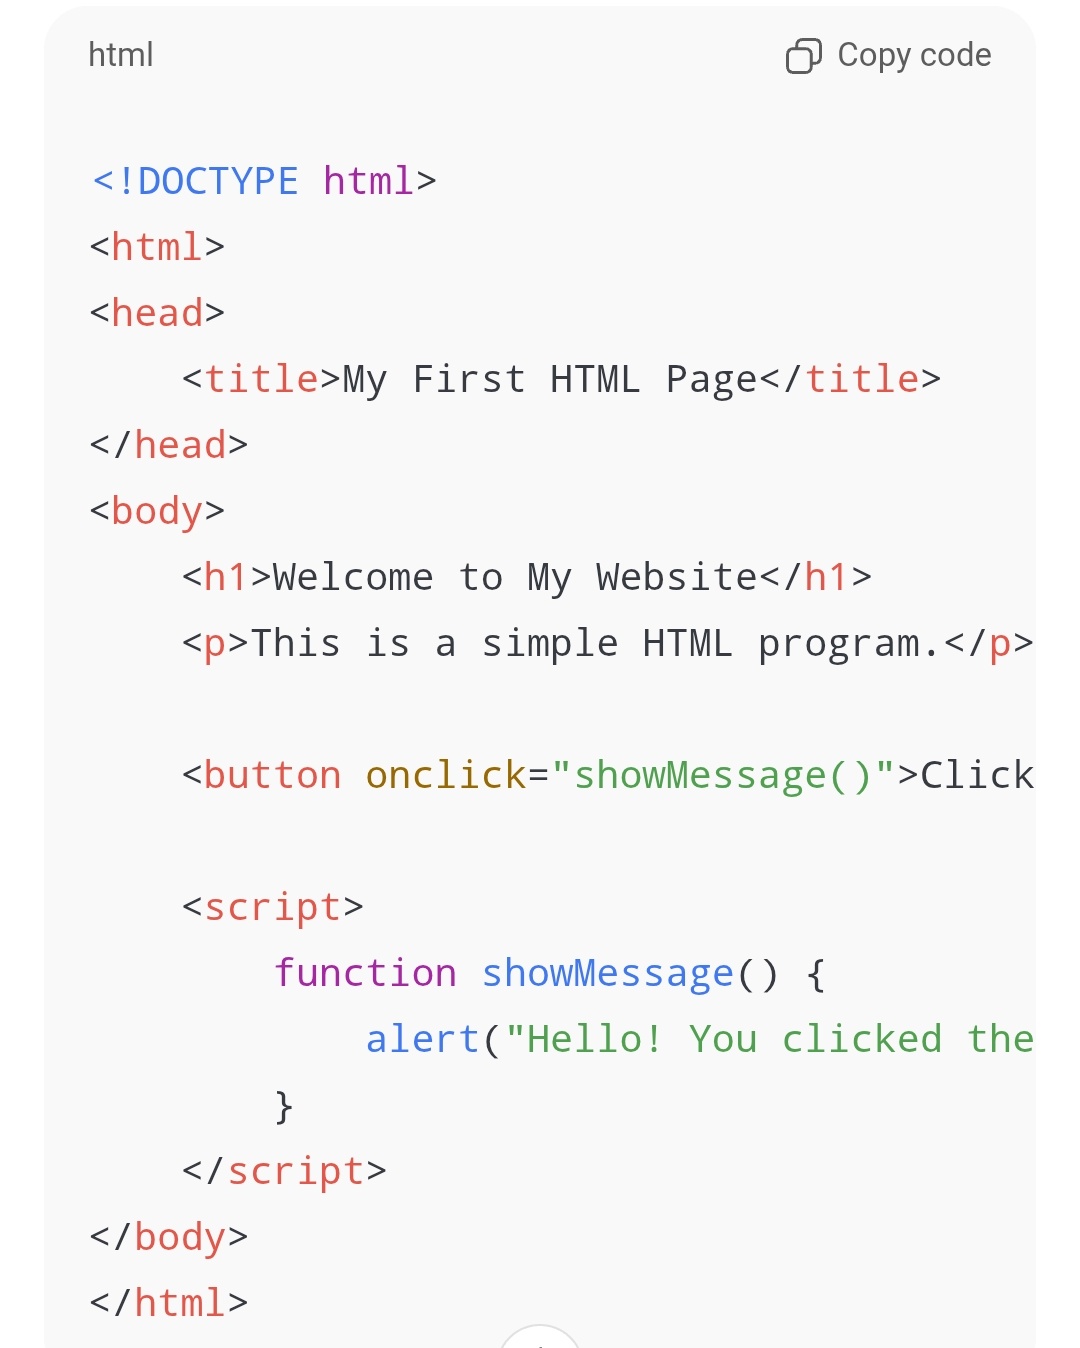 html
Copy code
<!DOCTYPE html>
<html>
<head>
    <title>My First HTML Page</title>
</head>
<body>
    <h1>Welcome to My Website</h1>
    <p>This is a simple HTML program.</p>
    <button onclick="showMessage()">Click
    <script>
        function showMessage() {
            alert("Hello! You clicked the
        }
    </script>
</body>
</html>